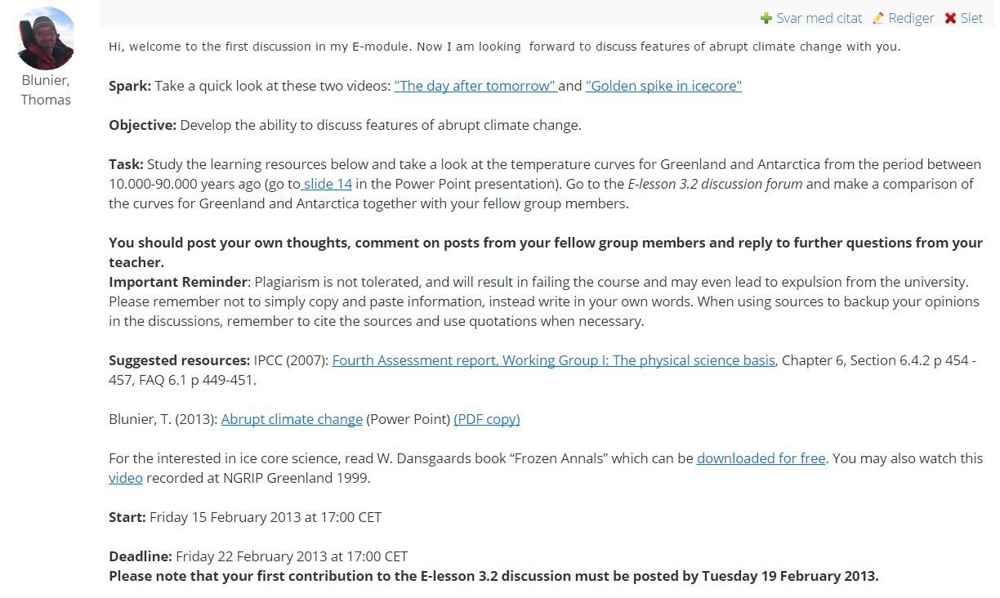 Svar med citat Rediger Slet
Blunier,
Thomas
Hi, welcome to the first discussion in my E-module. Now I am looking forward to discuss features of abrupt climate change with you.
Spark: Take a quick look at these two videos: "The day after tomorrow" and "Golden spike in icecore"
Objective: Develop the ability to discuss features of abrupt climate change.
Task: Study the learning resources below and take a look at the temperature curves for Greenland and Antarctica from the period between
10.000-90.000 years ago (go to slide 14 in the Power Point presentation). Go to the E-lesson 3.2 discussion forum and make a comparison of
the curves for Greenland and Antarctica together with your fellow group members.
You should post your own thoughts, comment on posts from your fellow group members and reply to further questions from your
teacher.
Important Reminder: Plagiarism is not tolerated, and will result in failing the course and may even lead to expulsion from the university.
Please remember not to simply copy and paste information, instead write in your own words. When using sources to backup your opinions
in the discussions, remember to cite the sources and use quotations when necessary.
Suggested resources: IPCC (2007): Fourth Assessment report, Working Group I: The physical science basis, Chapter 6, Section 6.4.2 p 454 -
457, FAQ 6.1 p 449-451.
Blunier, T. (2013): Abrupt climate change (Power Point) (PDF copy)
For the interested in ice core science, read W. Dansgaards book “Frozen Annals” which can be downloaded for free. You may also watch this
video recorded at NGRIP Greenland 1999.
Start: Friday 15 February 2013 at 17:00 CET
Deadline: Friday 22 February 2013 at 17:00 CET
Please note that your first contribution to the E-lesson 3.2 discussion must be posted by Tuesday 19 February 2013.